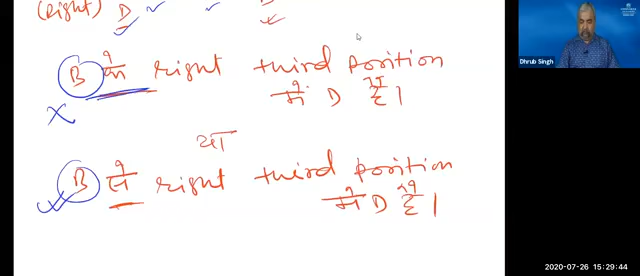 (right) D
B के right third position
में D है।
या
B से right third position
में D है।
Dhrub Singh
2020-07-26 15:29:44